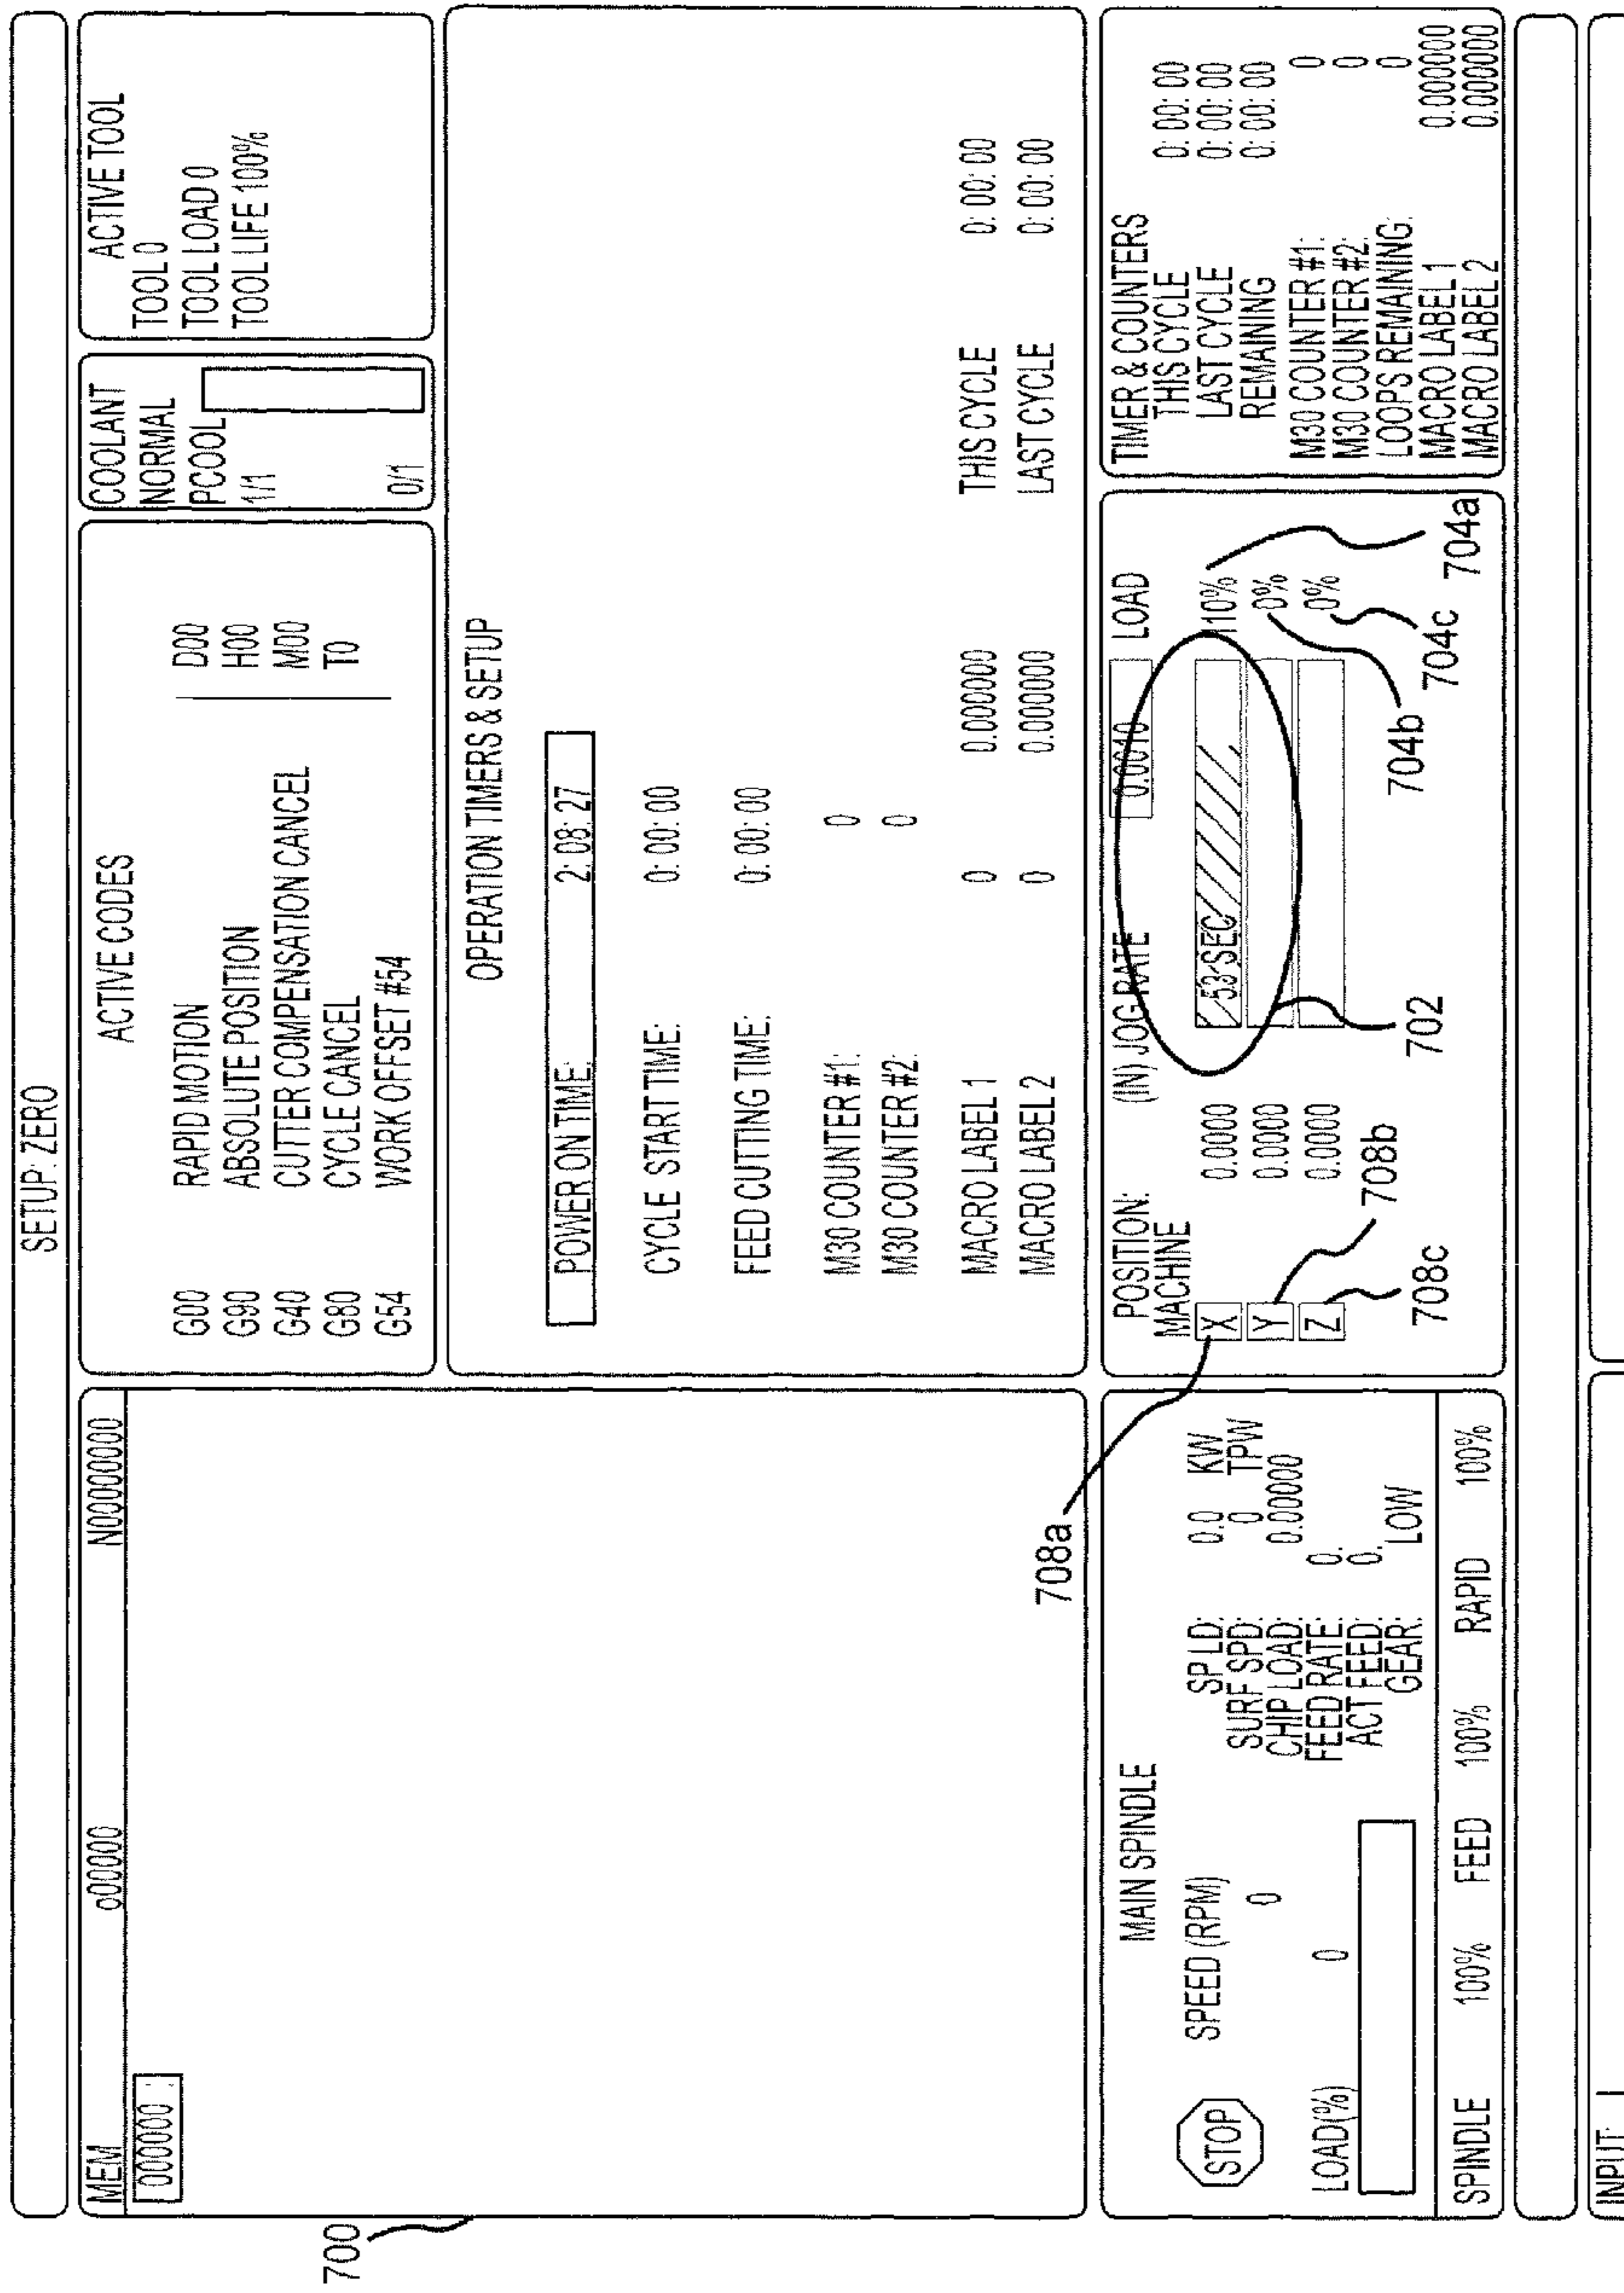 700
SETUP: ZERO
MEM o00000 N00000000
000000 :
ACTIVE CODES
G00 RAPID MOTION D00
G90 ABSOLUTE POSITION H00
G40 CUTTER COMPENSATION CANCEL M00
G80 CYCLE CANCEL T0
G54 WORK OFFSET #54
COOLANT
NORMAL
PCOOL
1/1
0/1
ACTIVE TOOL
TOOL 0
TOOL LOAD 0
TOOL LIFE 100%
OPERATION TIMERS & SETUP
POWER ON TIME: 2: 08: 27
CYCLE START TIME: 0: 00: 00
FEED CUTTING TIME: 0: 00: 00
M30 COUNTER #1: 0
M30 COUNTER #2: 0
MACRO LABEL 1 0 0.000000 THIS CYCLE 0: 00: 00
MACRO LABEL 2 0 0.000000 LAST CYCLE 0: 00: 00
708a
MAIN SPINDLE
STOP
SPEED (RPM)
0
LOAD(%) 0
SP LD: 0.0 KW
SURF SPD: 0 TPW
CHIP LOAD: 0.00000
FEED RATE: 0.
ACT FEED: 0.
GEAR: LOW
SPINDLE 100% FEED 100% RAPID 100%
POSITION: (IN) JOG RATE 0.0010 LOAD
MACHINE
X 0.0000 53 SEC 110%
Y 0.0000 0%
Z 0.0000 0%
708b
708c
702
704b
704c
704a
TIMER & COUNTERS
THIS CYCLE 0: 00: 00
LAST CYCLE 0: 00: 00
REMAINING 0: 00: 00
M30 COUNTER #1: 0
M30 COUNTER #2: 0
LOOPS REMAINING: 0
MACRO LABEL 1 0.000000
MACRO LABEL 2 0.000000
INPUT: